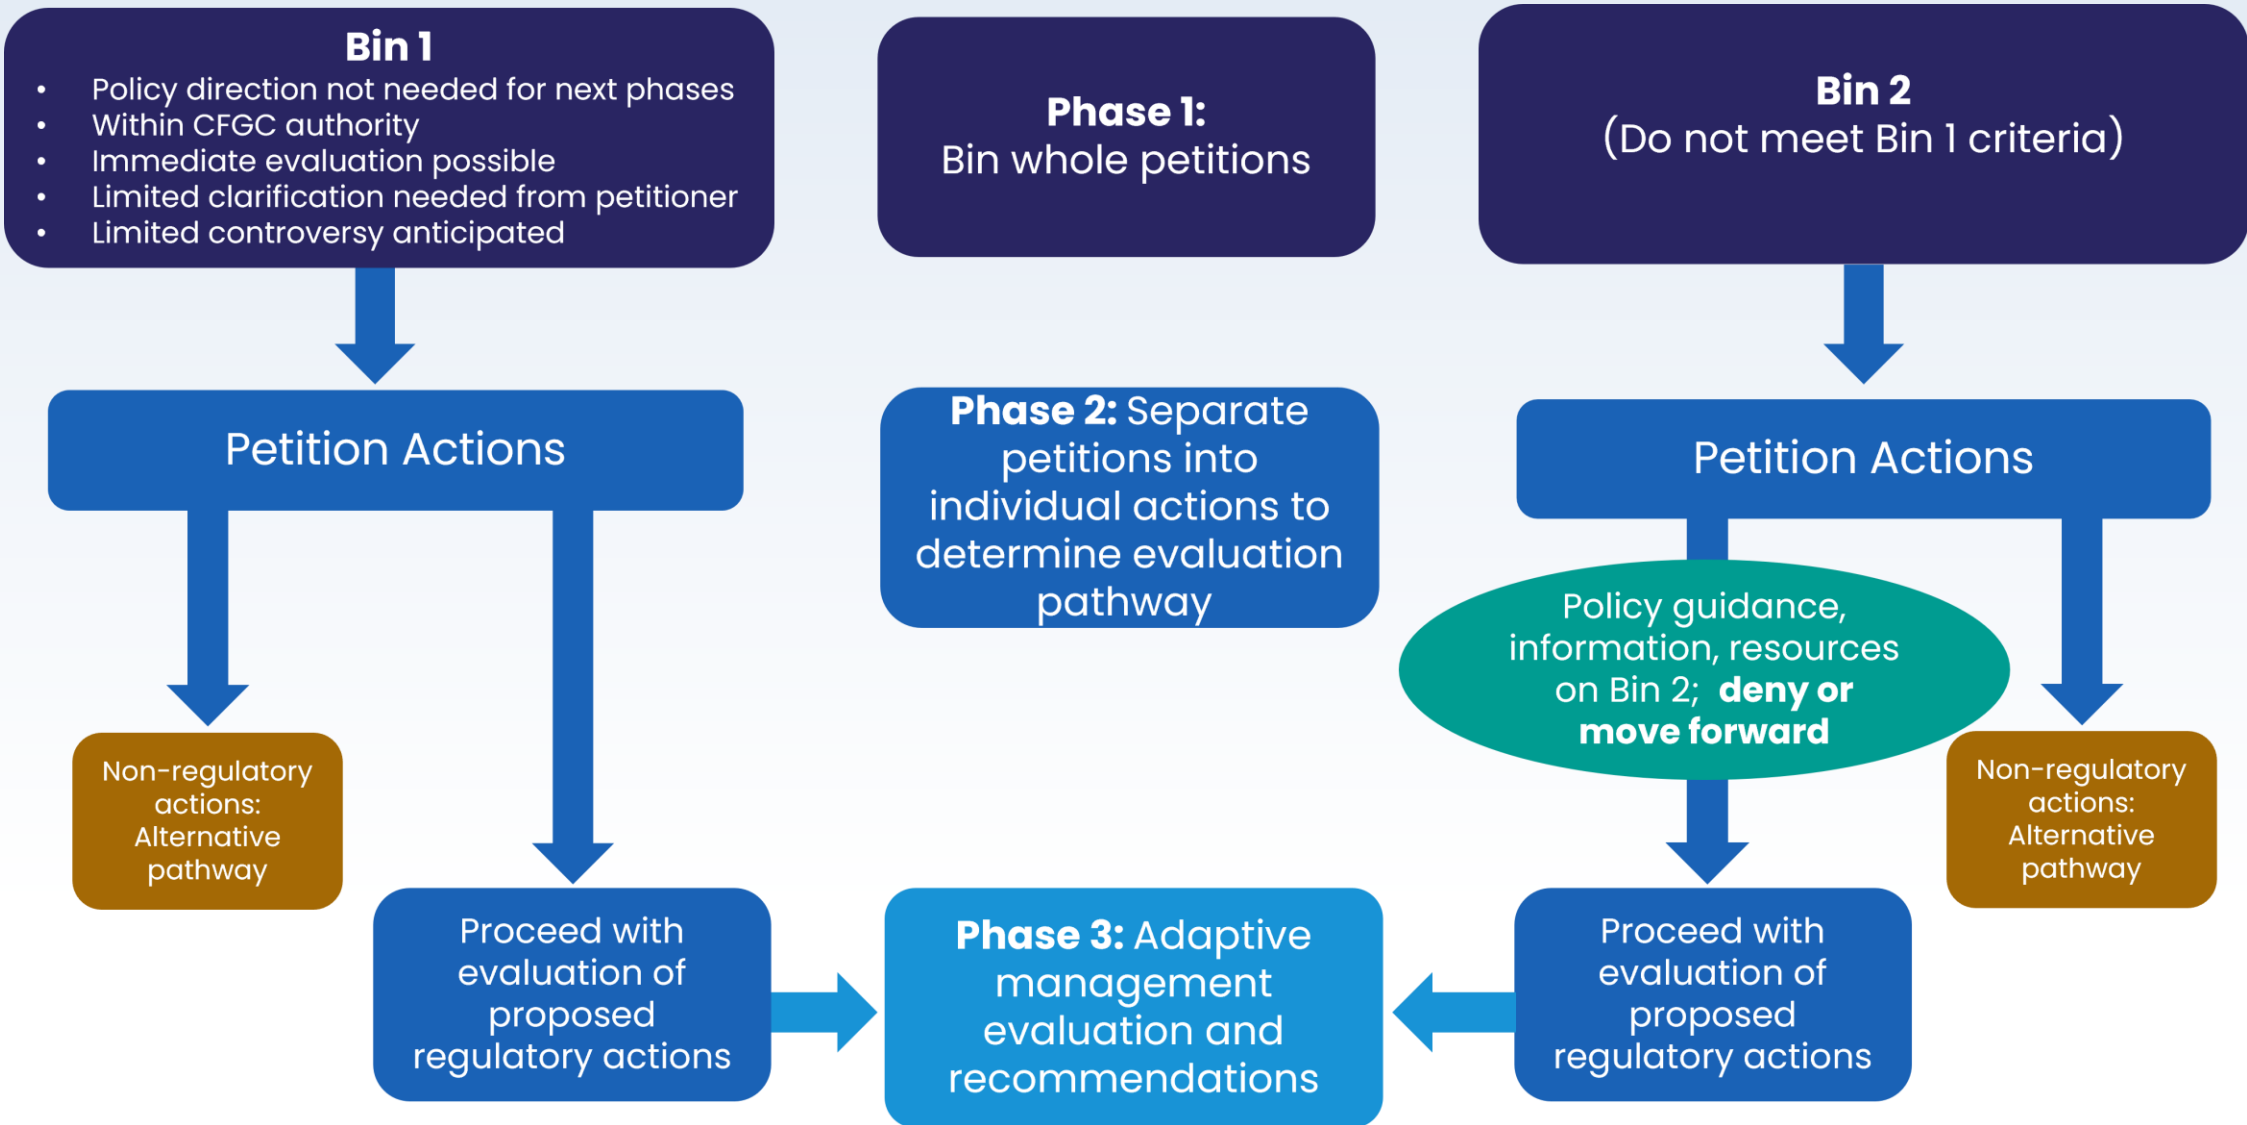 Bin 1
• Policy direction not needed for next phases
• Within CFGC authority
• Immediate evaluation possible
• Limited clarification needed from petitioner
• Limited controversy anticipated
Phase 1:
Bin whole petitions
Bin 2
(Do not meet Bin 1 criteria)
Petition Actions
Phase 2: Separate
petitions into
individual actions to
determine evaluation
pathway
Petition Actions
Policy guidance,
information, resources
on Bin 2; deny or
move forward
Non-regulatory
actions:
Alternative
pathway
Non-regulatory
actions:
Alternative
pathway
Proceed with
evaluation of
proposed
regulatory actions
Phase 3: Adaptive
management
evaluation and
recommendations
Proceed with
evaluation of
proposed
regulatory actions